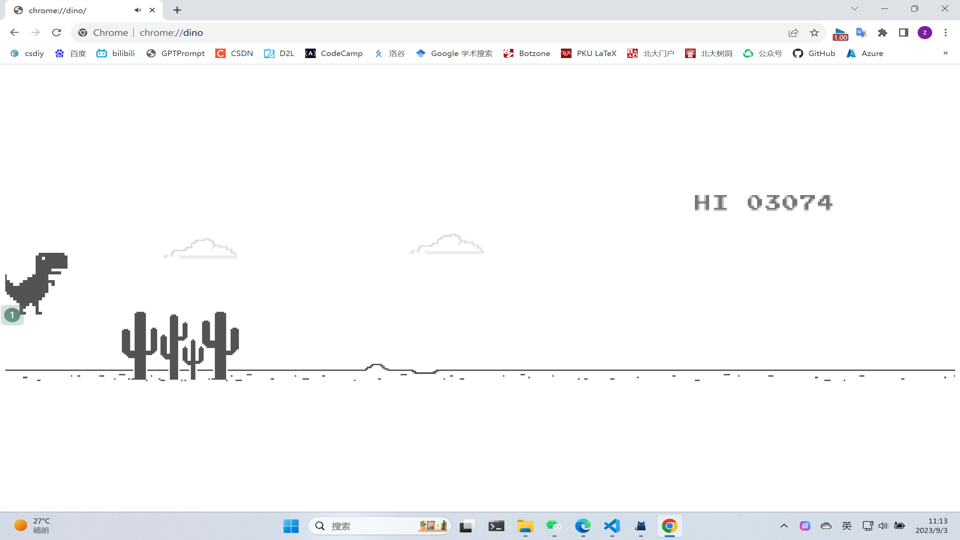 chrome://dino/
Chrome | chrome://dino
1.00
z
csdiy 百度 bilibili GPTPrompt CSDN D2L CodeCamp 洛谷 Google 学术搜索 Botzone PKU LaTeX 北大门户 北大树洞 公众号 GitHub Azure »
HI 03074
1
27°C
晴朗
搜索
英
11:13
2023/9/3